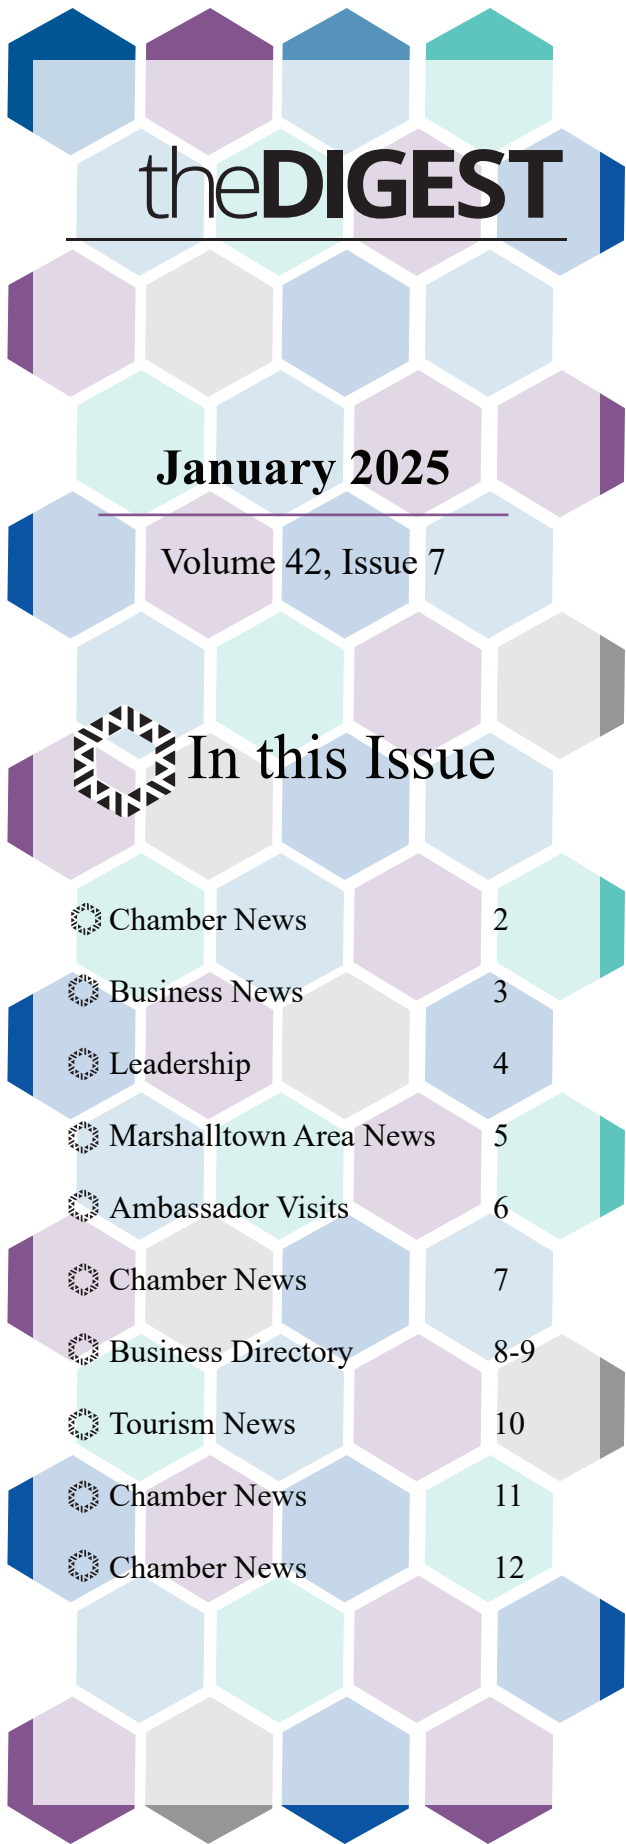 theDIGEST
January 2025
Volume 42, Issue 7
In this Issue
Chamber News 2
Business News 3
Leadership 4
Marshalltown Area News 5
Ambassador Visits 6
Chamber News 7
Business Directory 8-9
Tourism News 10
Chamber News 11
Chamber News 12